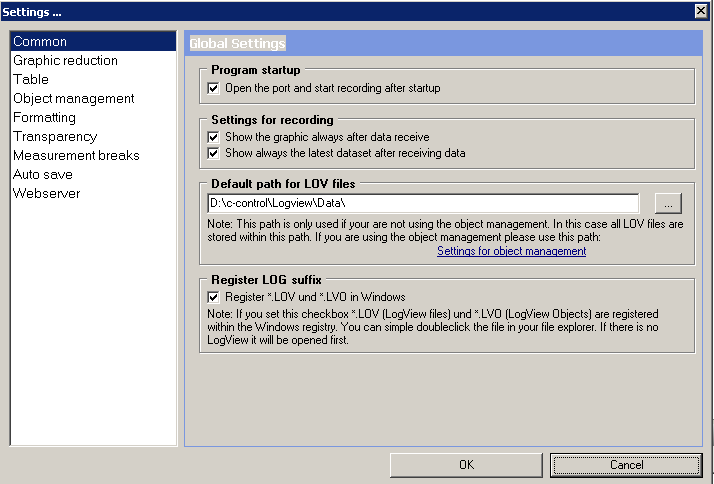 Settings ...
Common
Graphic reduction
Table
Object management
Formatting
Transparency
Measurement breaks
Auto save
Webserver
Global Settings
Program startup
Open the port and start recording after startup
Settings for recording
Show the graphic always after data receive
Show always the latest dataset after receiving data
Default path for LOV files
D:\c-control\Logview\Data\
...
Note: This path is only used if your are not using the object management. In this case all LOV files are
stored within this path. If you are using the object management please use this path:
Settings for object management
Register LOG suffix
Register *.LOV und *.LVO in Windows
Note: If you set this checkbox *.LOV (LogView files) und *.LVO (LogView Objects) are registered
within the Windows registry. You can simple doubleclick the file in your file explorer. If there is no
LogView it will be opened first.
OK
Cancel